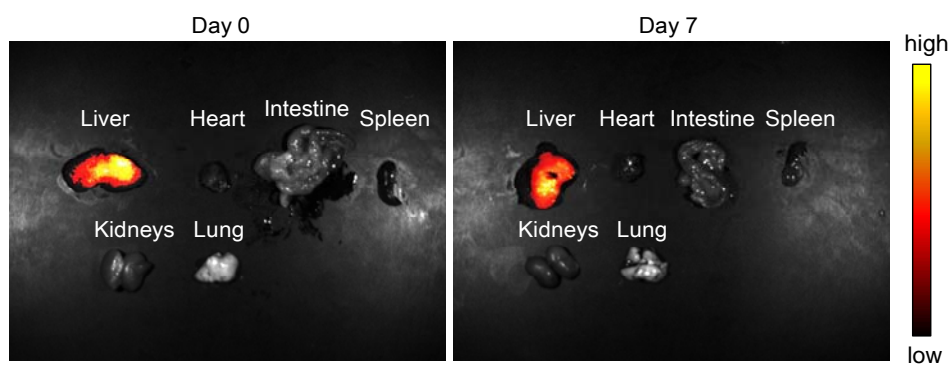 Day 0
Day 7
high
Liver Heart Intestine Spleen
Kidneys Lung
Liver Heart Intestine Spleen
Kidneys Lung
low